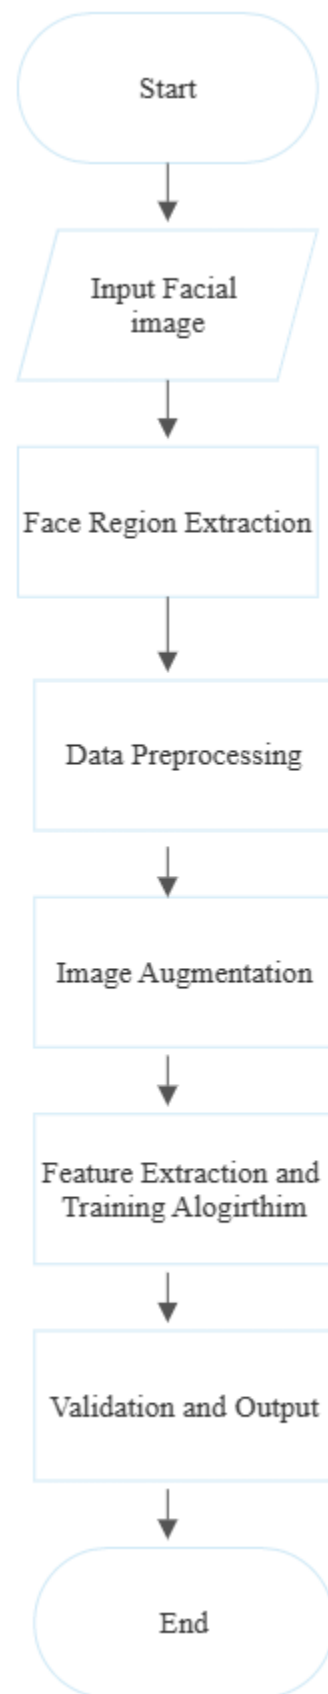 Start
Input Facial
image
Face Region Extraction
Data Preprocessing
Image Augmentation
Feature Extraction and
Training Alogirthim
Validation and Output
End